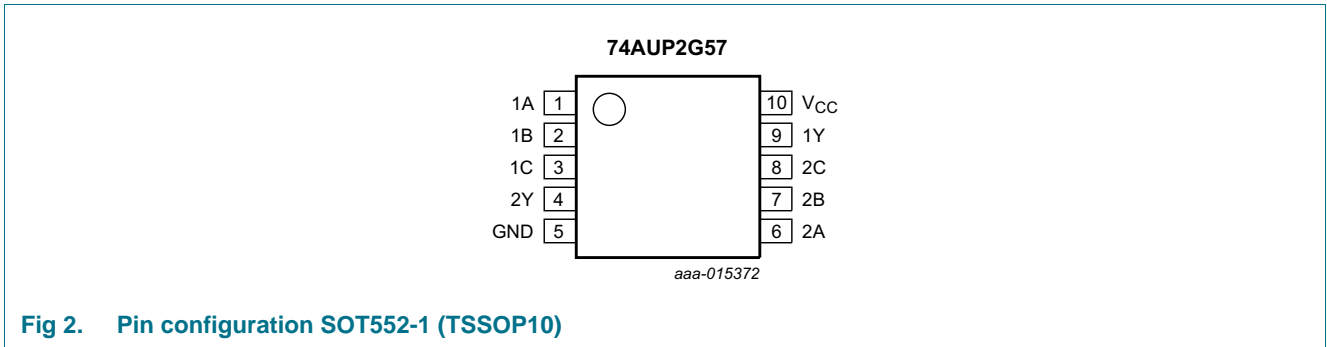 74AUP2G57
1A 1 10 VCC
1B 2 9 1Y
1C 3 8 2C
2Y 4 7 2B
GND 5 6 2A
aaa-015372
Fig 2. Pin configuration SOT552-1 (TSSOP10)